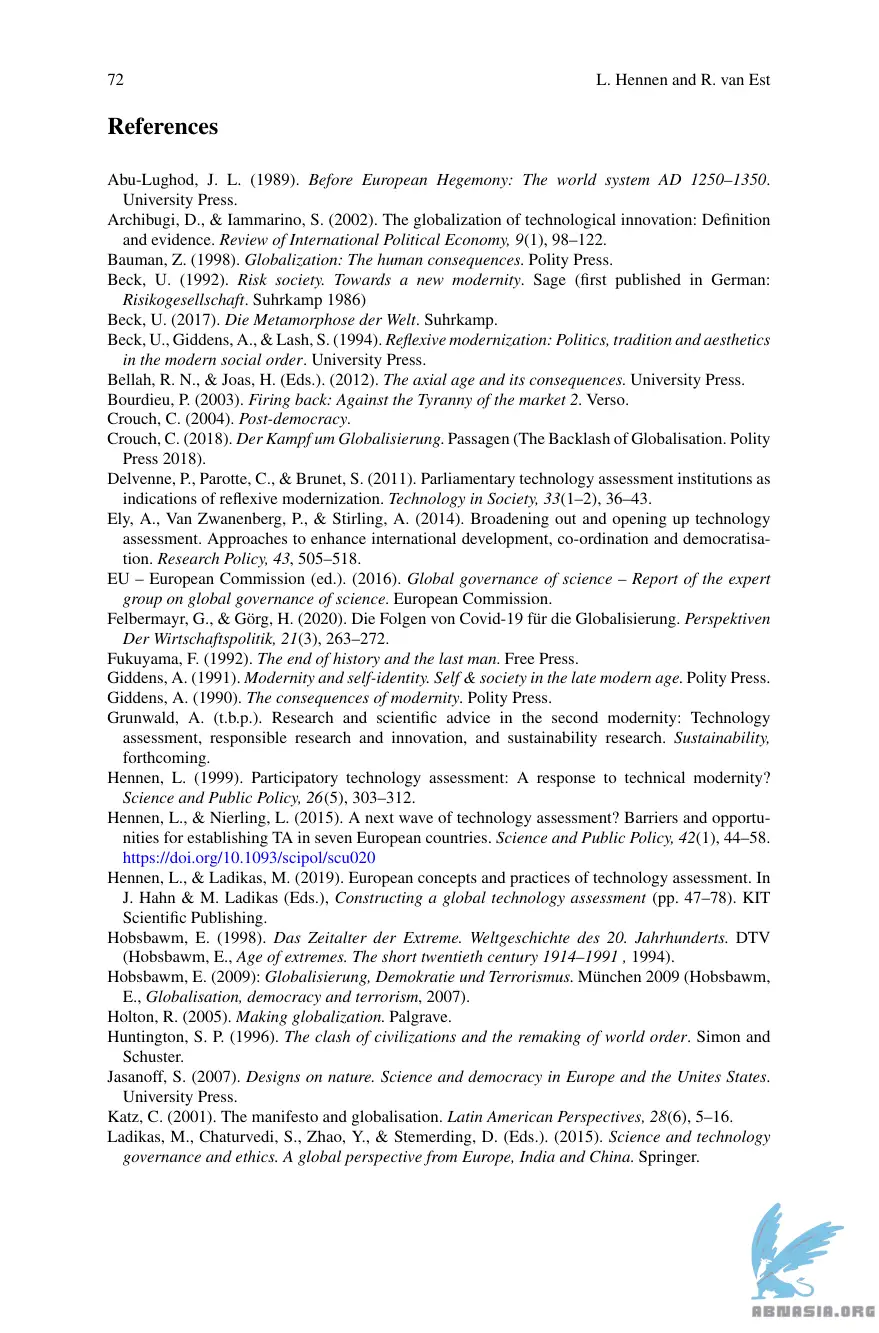 72 L. Hennen and R. van Est
References
Abu-Lughod, J. L. (1989). Before European Hegemony: The world system AD 1250–1350.
University Press.
Archibugi, D., & Iammarino, S. (2002). The globalization of technological innovation: Definition
and evidence. Review of International Political Economy, 9(1), 98–122.
Bauman, Z. (1998). Globalization: The human consequences. Polity Press.
Beck, U. (1992). Risk society. Towards a new modernity. Sage (first published in German:
Risikogesellschaft. Suhrkamp 1986)
Beck, U. (2017). Die Metamorphose der Welt. Suhrkamp.
Beck, U., Giddens, A., & Lash, S. (1994). Reflexive modernization: Politics, tradition and aesthetics
in the modern social order. University Press.
Bellah, R. N., & Joas, H. (Eds.). (2012). The axial age and its consequences. University Press.
Bourdieu, P. (2003). Firing back: Against the Tyranny of the market 2. Verso.
Crouch, C. (2004). Post-democracy.
Crouch, C. (2018). Der Kampf um Globalisierung. Passagen (The Backlash of Globalisation. Polity
Press 2018).
Delvenne, P., Parotte, C., & Brunet, S. (2011). Parliamentary technology assessment institutions as
indications of reflexive modernization. Technology in Society, 33(1–2), 36–43.
Ely, A., Van Zwanenberg, P., & Stirling, A. (2014). Broadening out and opening up technology
assessment. Approaches to enhance international development, co-ordination and democratisa-
tion. Research Policy, 43, 505–518.
EU – European Commission (ed.). (2016). Global governance of science – Report of the expert
group on global governance of science. European Commission.
Felbermayr, G., & Görg, H. (2020). Die Folgen von Covid-19 für die Globalisierung. Perspektiven
Der Wirtschaftspolitik, 21(3), 263–272.
Fukuyama, F. (1992). The end of history and the last man. Free Press.
Giddens, A. (1991). Modernity and self-identity. Self & society in the late modern age. Polity Press.
Giddens, A. (1990). The consequences of modernity. Polity Press.
Grunwald, A. (t.b.p.). Research and scientific advice in the second modernity: Technology
assessment, responsible research and innovation, and sustainability research. Sustainability,
forthcoming.
Hennen, L. (1999). Participatory technology assessment: A response to technical modernity?
Science and Public Policy, 26(5), 303–312.
Hennen, L., & Nierling, L. (2015). A next wave of technology assessment? Barriers and opportu-
nities for establishing TA in seven European countries. Science and Public Policy, 42(1), 44–58.
https://doi.org/10.1093/scipol/scu020
Hennen, L., & Ladikas, M. (2019). European concepts and practices of technology assessment. In
J. Hahn & M. Ladikas (Eds.), Constructing a global technology assessment (pp. 47–78). KIT
Scientific Publishing.
Hobsbawm, E. (1998). Das Zeitalter der Extreme. Weltgeschichte des 20. Jahrhunderts. DTV
(Hobsbawm, E., Age of extremes. The short twentieth century 1914–1991 , 1994).
Hobsbawm, E. (2009): Globalisierung, Demokratie und Terrorismus. München 2009 (Hobsbawm,
E., Globalisation, democracy and terrorism, 2007).
Holton, R. (2005). Making globalization. Palgrave.
Huntington, S. P. (1996). The clash of civilizations and the remaking of world order. Simon and
Schuster.
Jasanoff, S. (2007). Designs on nature. Science and democracy in Europe and the Unites States.
University Press.
Katz, C. (2001). The manifesto and globalisation. Latin American Perspectives, 28(6), 5–16.
Ladikas, M., Chaturvedi, S., Zhao, Y., & Stemerding, D. (Eds.). (2015). Science and technology
governance and ethics. A global perspective from Europe, India and China. Springer.
ABNASIA.ORG